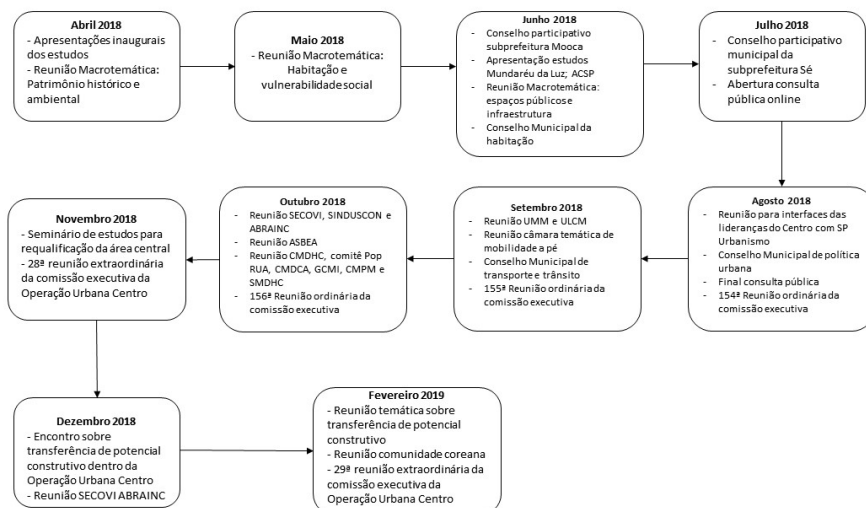 Abril 2018
- Apresentações inaugurais
dos estudos
- Reunião Macrotemática:
Patrimônio histórico e
ambiental
Maio 2018
- Reunião Macrotemática:
Habitação e
vulnerabilidade social
Junho 2018
- Conselho participativo
subprefeitura Mooca
- Apresentação estudos
Mundaréu da Luz; ACSP
- Reunião Macrotemática:
espaços públicos e
infraestrutura
- Conselho Municipal da
habitação
Julho 2018
- Conselho participativo
municipal da
subprefeitura Sé
- Abertura consulta
pública online
Agosto 2018
- Reunião para interfaces das
lideranças do Centro com SP
Urbanismo
- Conselho Municipal de política
urbana
- Final consulta pública
- 154ª Reunião ordinária da
comissão executiva
Setembro 2018
- Reunião UMM e ULCM
- Reunião câmara temática de
mobilidade a pé
- Conselho Municipal de
transporte e trânsito
- 155ª Reunião ordinária da
comissão executiva
Outubro 2018
- Reunião SECOVI, SINDUSCON e
ABRAINC
- Reunião ASBEA
- Reunião CMDHC, comitê Pop
RUA, CMDCA, GCMI, CMPM e
SMDHC
- 156ª Reunião ordinária da
comissão executiva
Novembro 2018
- Seminário de estudos para
requalificação da área central
- 28ª reunião extraordinária
da comissão executiva da
Operação Urbana Centro
Dezembro 2018
- Encontro sobre
transferência de potencial
construtivo dentro da
Operação Urbana Centro
- Reunião SECOVI ABRAINC
Fevereiro 2019
- Reunião temática sobre
transferência de potencial
construtivo
- Reunião comunidade coreana
- 29ª reunião extraordinária da
comissão executiva da
Operação Urbana Centro